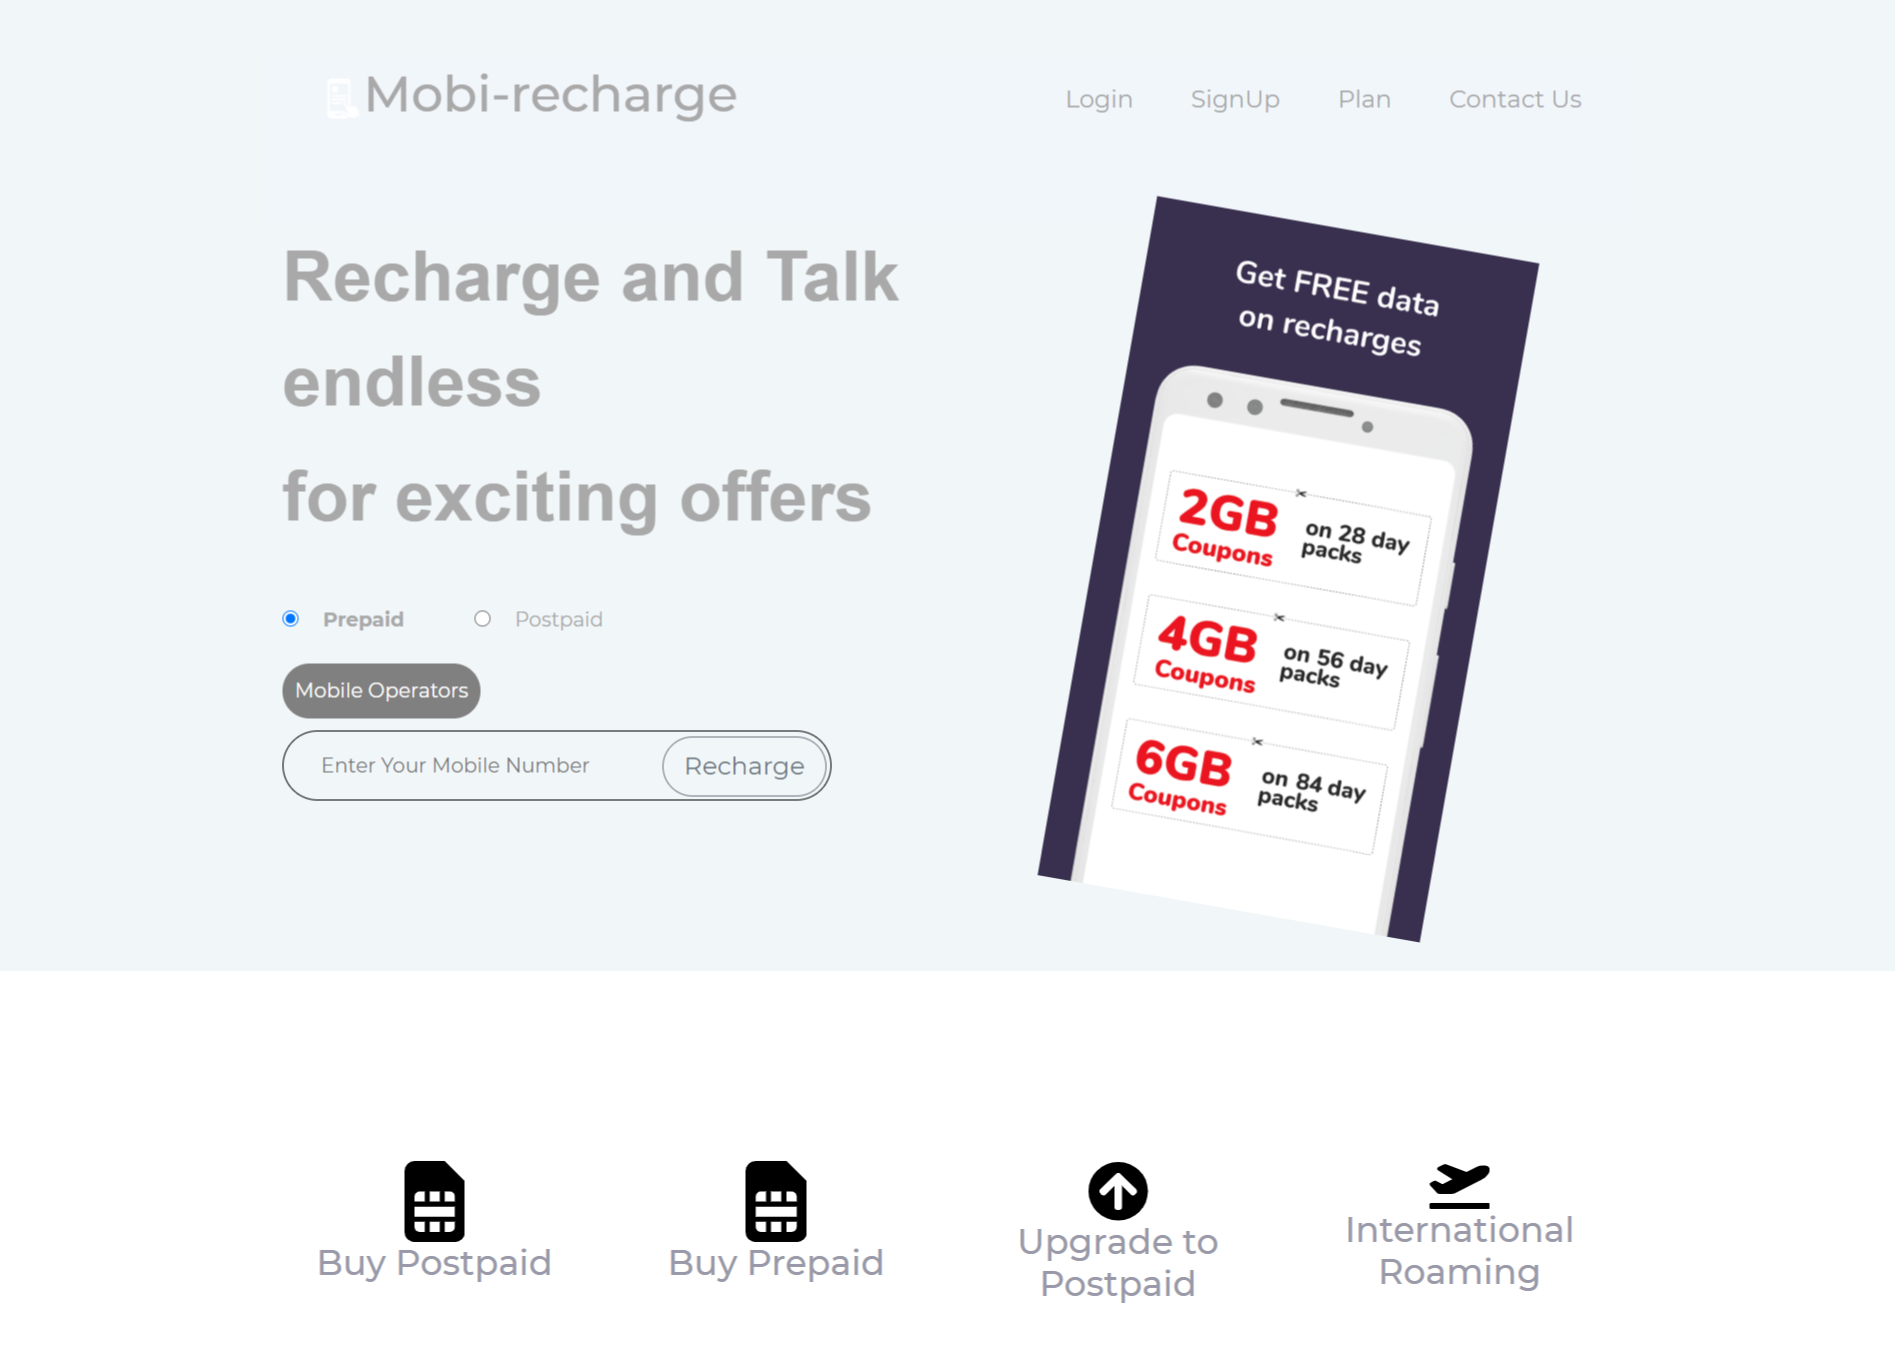 Mobi-recharge
Login
SignUp
Plan
Contact Us
Recharge and Talk
endless
for exciting offers
Prepaid
Postpaid
Mobile Operators
Enter Your Mobile Number
Recharge
Get FREE data
on recharges
2GB
Coupons
on 28 day
packs
4GB
Coupons
on 56 day
packs
6GB
Coupons
on 84 day
packs
Buy Postpaid
Buy Prepaid
Upgrade to
Postpaid
International
Roaming